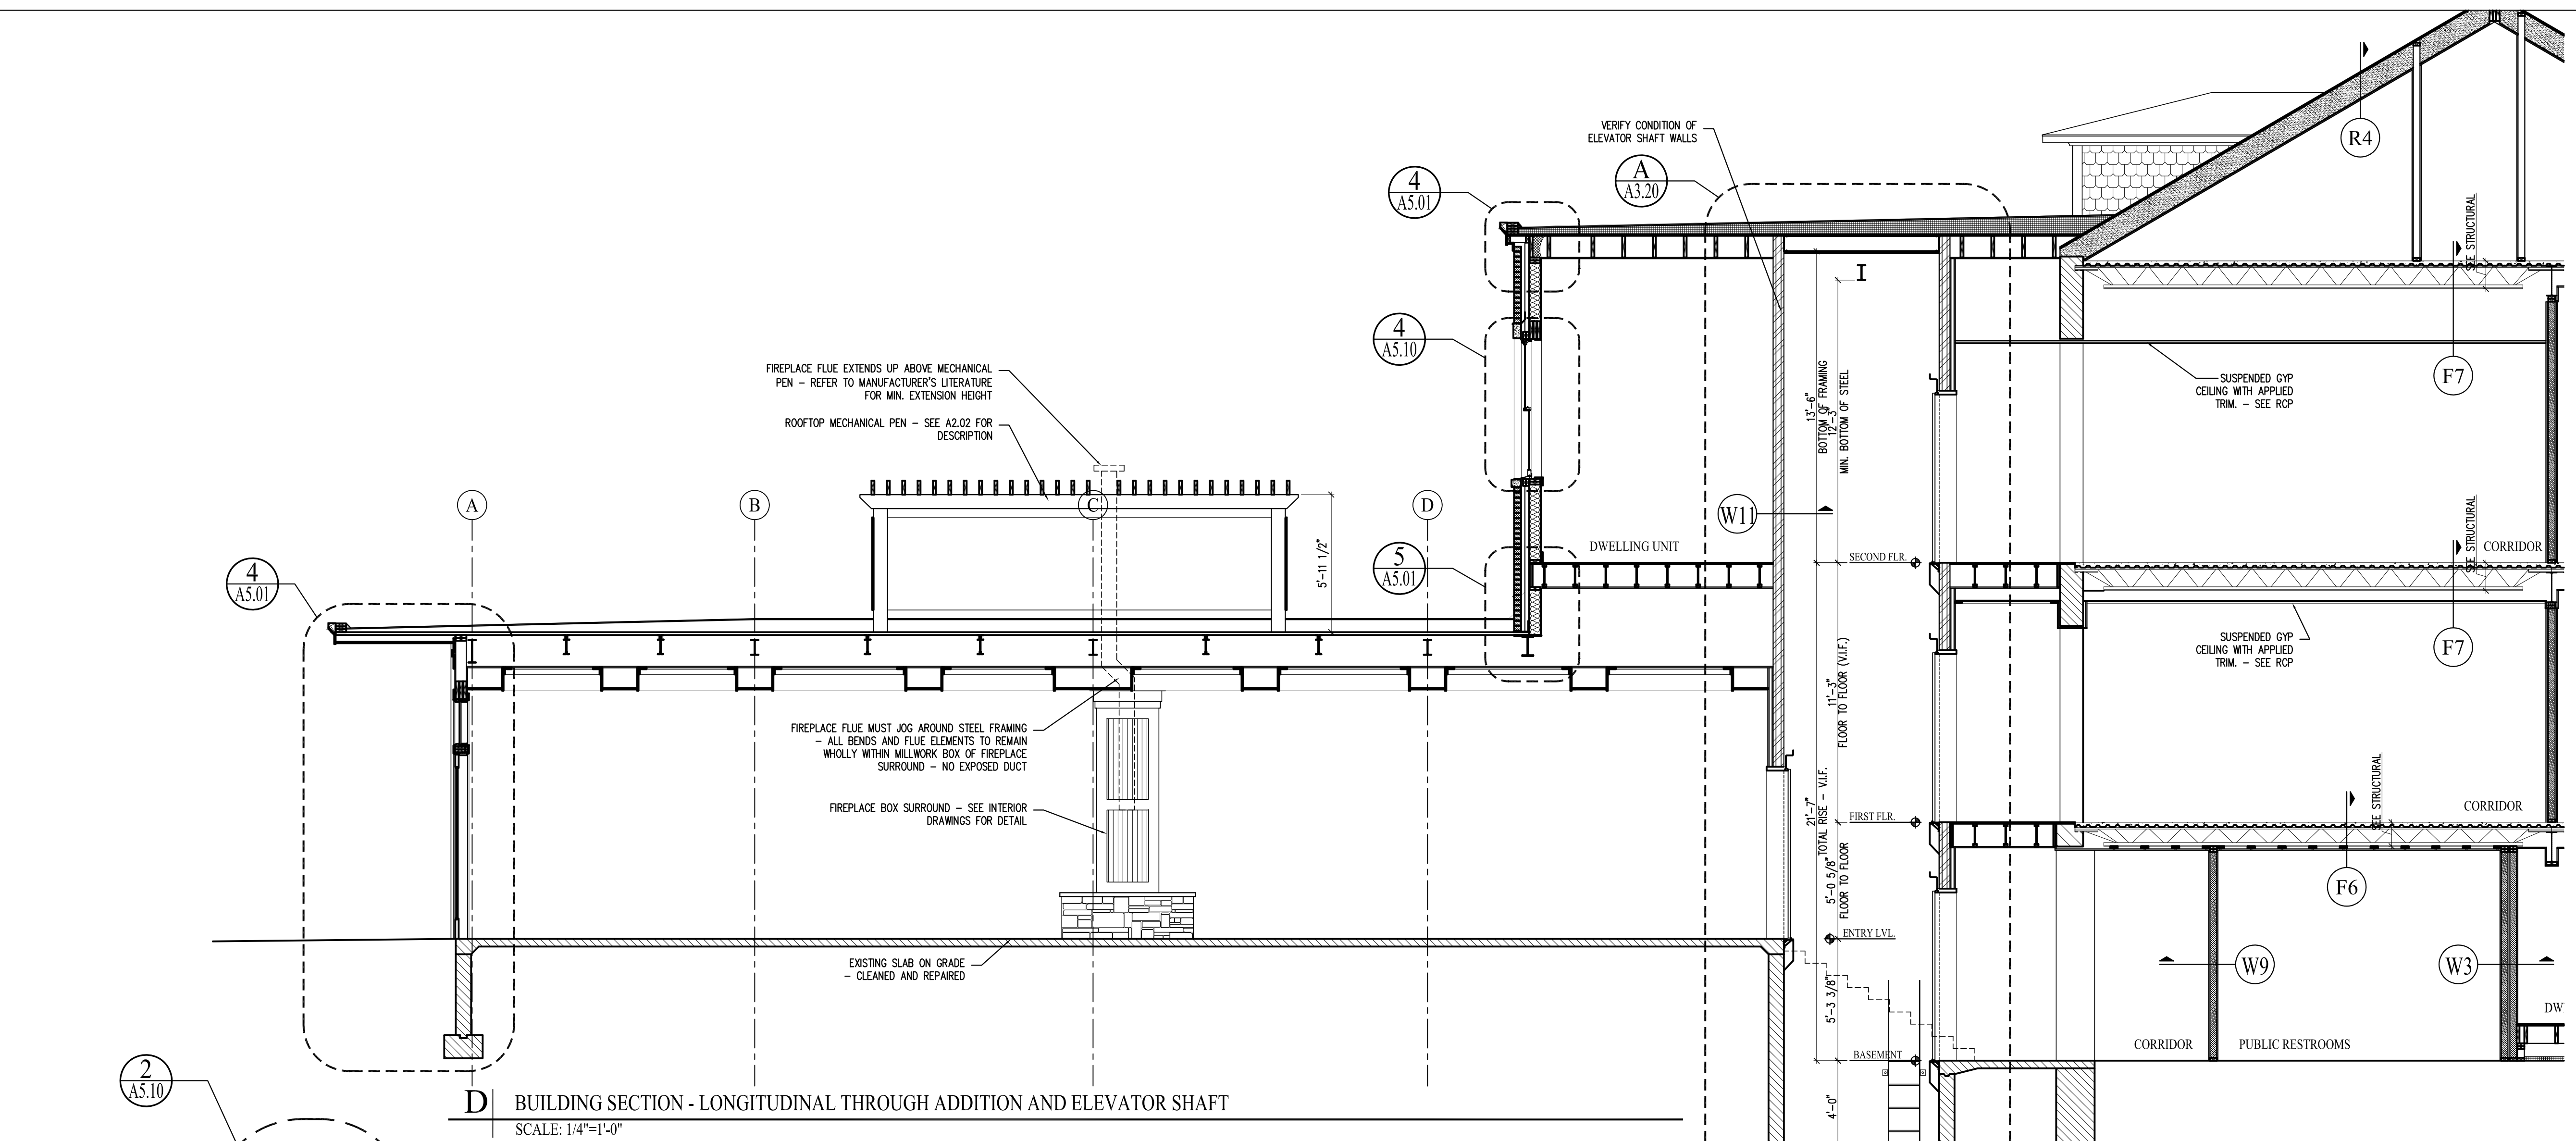 R4
VERIFY CONDITION OF
ELEVATOR SHAFT WALLS
4
A5.01
A
A3.20
SEE STRUCTURAL
4
A5.10
FIREPLACE FLUE EXTENDS UP ABOVE MECHANICAL
PEN – REFER TO MANUFACTURER'S LITERATURE
FOR MIN. EXTENSION HEIGHT
ROOFTOP MECHANICAL PEN – SEE A2.02 FOR
DESCRIPTION
13'-6"
BOTTOM OF FRAMING
12'-3"
MIN. BOTTOM OF STEEL
SUSPENDED GYP
CEILING WITH APPLIED
TRIM. – SEE RCP
F7
A
B
C
D
W11
5'-11 1/2"
DWELLING UNIT
SECOND FLR.
SEE STRUCTURAL
CORRIDOR
4
A5.01
5
A5.01
SUSPENDED GYP
CEILING WITH APPLIED
TRIM. – SEE RCP
F7
11'-3"
FLOOR TO FLOOR (V.I.F.)
FIREPLACE FLUE MUST JOG AROUND STEEL FRAMING
– ALL BENDS AND FLUE ELEMENTS TO REMAIN
WHOLLY WITHIN MILLWORK BOX OF FIREPLACE
SURROUND – NO EXPOSED DUCT
FIREPLACE BOX SURROUND – SEE INTERIOR
DRAWINGS FOR DETAIL
21'-7"
TOTAL RISE – V.I.F.
FIRST FLR.
SEE STRUCTURAL
CORRIDOR
5'-0 5/8"
FLOOR TO FLOOR
F6
ENTRY LVL.
EXISTING SLAB ON GRADE
– CLEANED AND REPAIRED
W9
W3
5'-3 3/8"
DW
CORRIDOR
PUBLIC RESTROOMS
BASEMENT
2
A5.10
4'-0"
D
BUILDING SECTION - LONGITUDINAL THROUGH ADDITION AND ELEVATOR SHAFT
SCALE: 1/4"=1'-0"